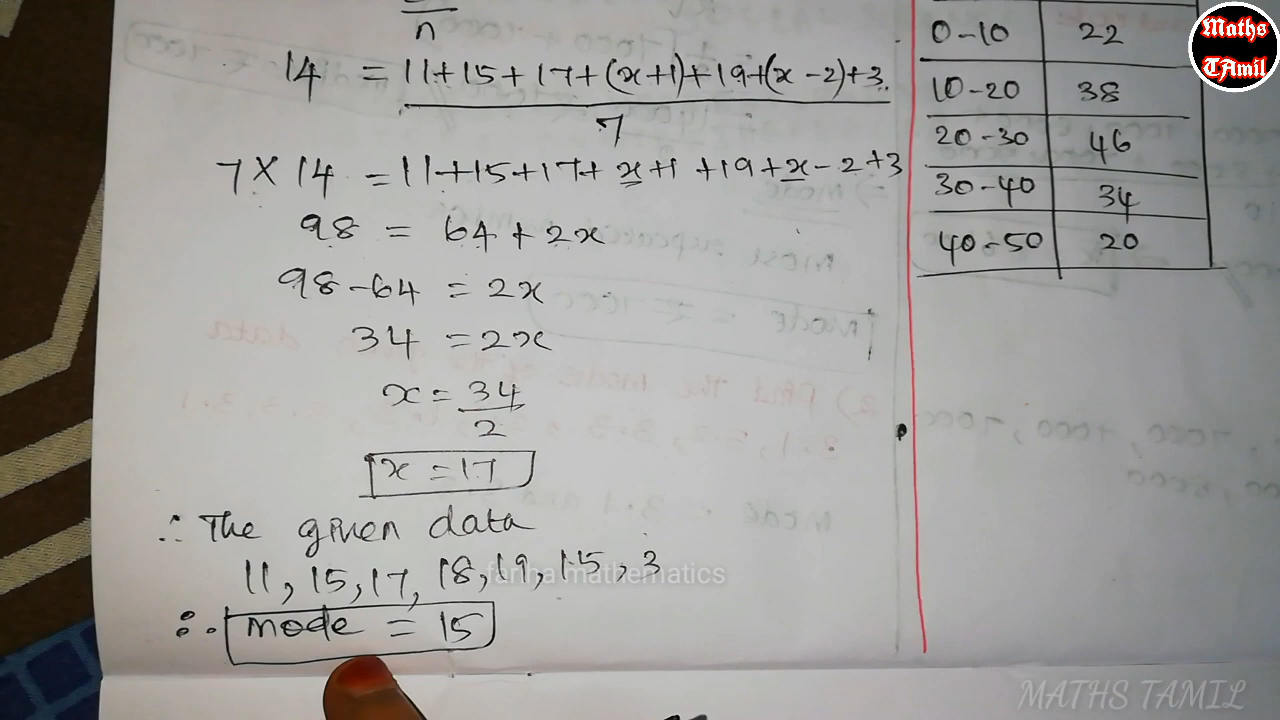 n
14 = 11+15+17+(x+1)+19+(x-2)+3
7
7 X 14 = 11+15+17+x+1+19+x-2+3
98 = 64+2x
98-64 = 2x
34 = 2x
x = 34
2
x = 17
∴ The given data
11, 15, 17, 18, 19, 15, 3
farina mathematics
∴ mode = 15
0-10 22
10-20 38
20-30 46
30-40 34
40-50 20
Maths
TAmil
MATHS TAMIL